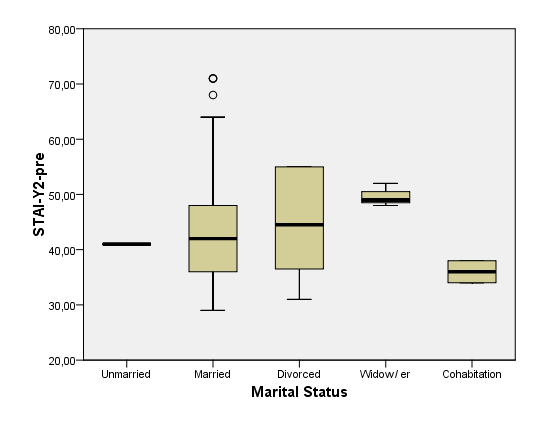 80,00
70,00
60,00
50,00
40,00
30,00
20,00
STAI-Y2-pre
Unmarried Married Divorced Widow/ er Cohabitation
Marital Status